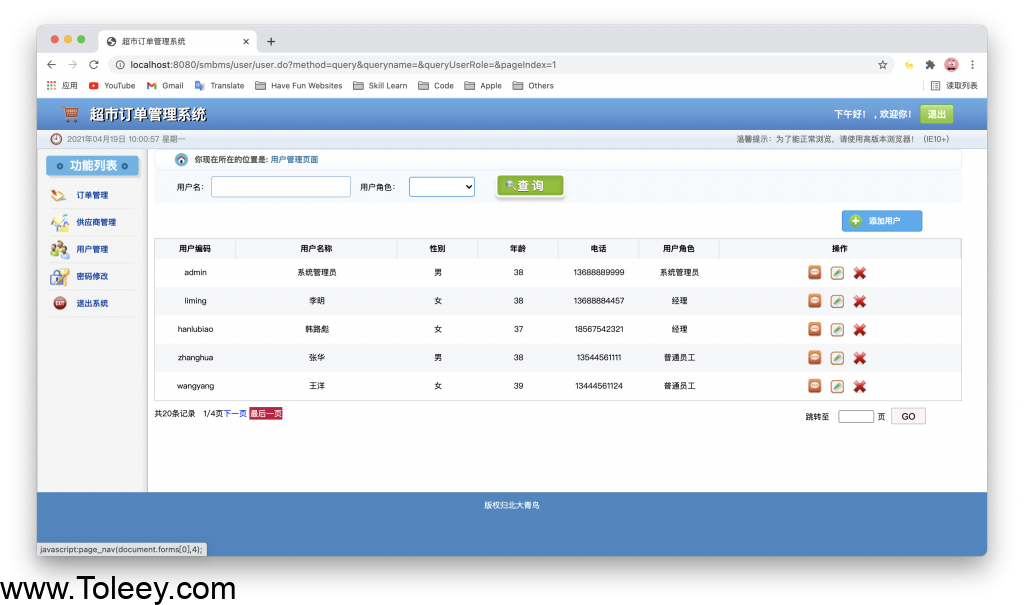 超市订单管理系统
localhost:8080/smbms/user/user.do?method=query&queryname=&queryUserRole=&pageIndex=1
应用 YouTube Gmail Translate Have Fun Websites Skill Learn Code Apple Others 读取列表
超市订单管理系统 下午好! ,欢迎你! 退出
2021年04月19日 10:00:57 星期一 温馨提示:为了能正常浏览,请使用高版本浏览器! (IE10+)
功能列表
订单管理
供应商管理
用户管理
密码修改
EXIT 退出系统
你现在所在的位置是: 用户管理页面
用户名: 用户角色: 查 询
添加用户
用户编码 用户名称 性别 年龄 电话 用户角色 操作
admin 系统管理员 男 38 13688889999 系统管理员
liming 李明 女 38 13688884457 经理
hanlubiao 韩路彪 女 37 18567542321 经理
zhanghua 张华 男 38 13544561111 普通员工
wangyang 王洋 女 39 13444561124 普通员工
共20条记录 1/4页下一页 最后一页 跳转至 页 GO
版权归北大青鸟
javascript:page_nav(document.forms[0],4);
www.Toleey.com